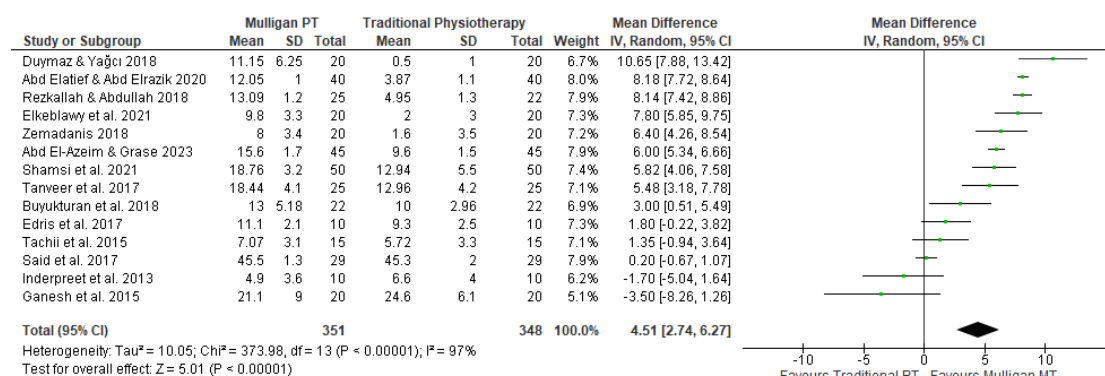 Mulligan PT Traditional Physiotherapy Mean Difference Mean Difference
Study or Subgroup Mean SD Total Mean SD Total Weight IV, Random, 95% CI IV, Random, 95% CI
Duymaz & Yağcı 2018 11.15 6.25 20 0.5 1 20 6.7% 10.65 [7.88, 13.42]
Abd Elatief & Abd Elrazik 2020 12.05 1 40 3.87 1.1 40 8.0% 8.18 [7.72, 8.64]
Rezkallah & Abdullah 2018 13.09 1.2 25 4.95 1.3 22 7.9% 8.14 [7.42, 8.86]
Elkeblawy et al. 2021 9.8 3.3 20 2 3 20 7.3% 7.80 [5.85, 9.75]
Zemadanis 2018 8 3.4 20 1.6 3.5 20 7.2% 6.40 [4.26, 8.54]
Abd El-Azeim & Grase 2023 15.6 1.7 45 9.6 1.5 45 7.9% 6.00 [5.34, 6.66]
Shamsi et al. 2021 18.76 3.2 50 12.94 5.5 50 7.4% 5.82 [4.06, 7.58]
Tanveer et al. 2017 18.44 4.1 25 12.96 4.2 25 7.1% 5.48 [3.18, 7.78]
Buyukturan et al. 2018 13 5.18 22 10 2.96 22 6.9% 3.00 [0.51, 5.49]
Edris et al. 2017 11.1 2.1 10 9.3 2.5 10 7.3% 1.80 [-0.22, 3.82]
Tachii et al. 2015 7.07 3.1 15 5.72 3.3 15 7.1% 1.35 [-0.94, 3.64]
Said et al. 2017 45.5 1.3 29 45.3 2 29 7.9% 0.20 [-0.67, 1.07]
Inderpreet et al. 2013 4.9 3.6 10 6.6 4 10 6.2% -1.70 [-5.04, 1.64]
Ganesh et al. 2015 21.1 9 20 24.6 6.1 20 5.1% -3.50 [-8.26, 1.26]
Total (95% CI) 351 348 100.0% 4.51 [2.74, 6.27]
Heterogeneity: Tau² = 10.05; Chi² = 373.98, df = 13 (P < 0.00001); I² = 97%
Test for overall effect: Z = 5.01 (P < 0.00001)
-10 -5 0 5 10
Favours Traditional PT Favours Mulligan MT